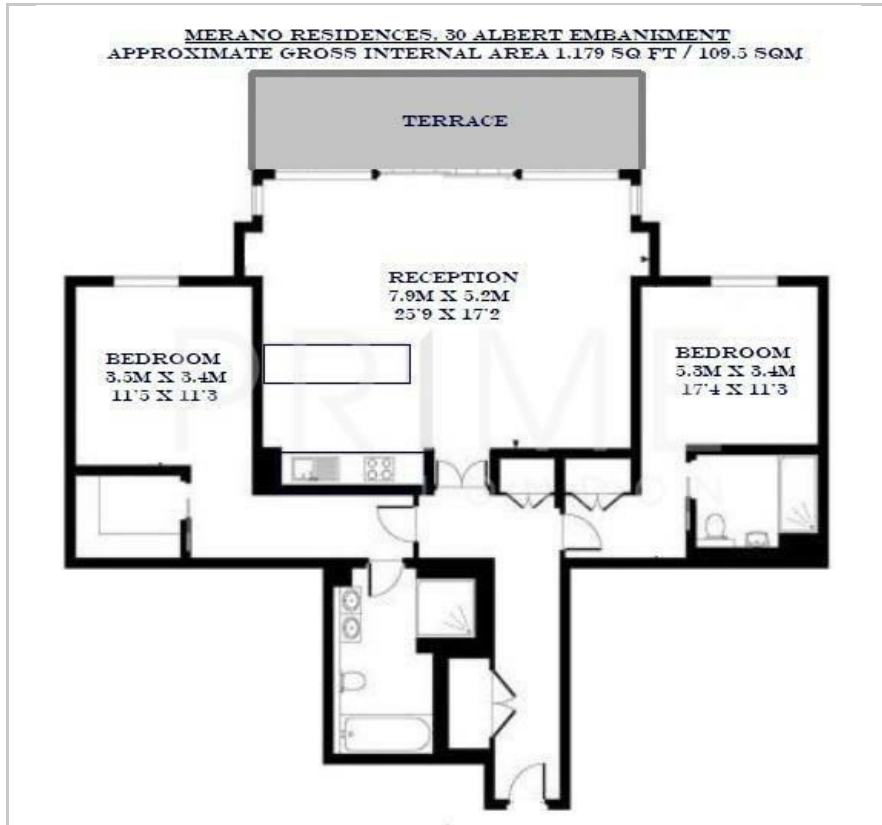 MERANO RESIDENCES, 30 ALBERT EMBANKMENT
APPROXIMATE GROSS INTERNAL AREA 1.179 SQ FT / 109.5 SQM
TERRACE
RECEPTION
7.9M X 5.2M
25'9 X 17'2
BEDROOM
3.5M X 3.4M
11'5 X 11'3
BEDROOM
5.3M X 3.4M
17'4 X 11'3
PRIME
LONDON